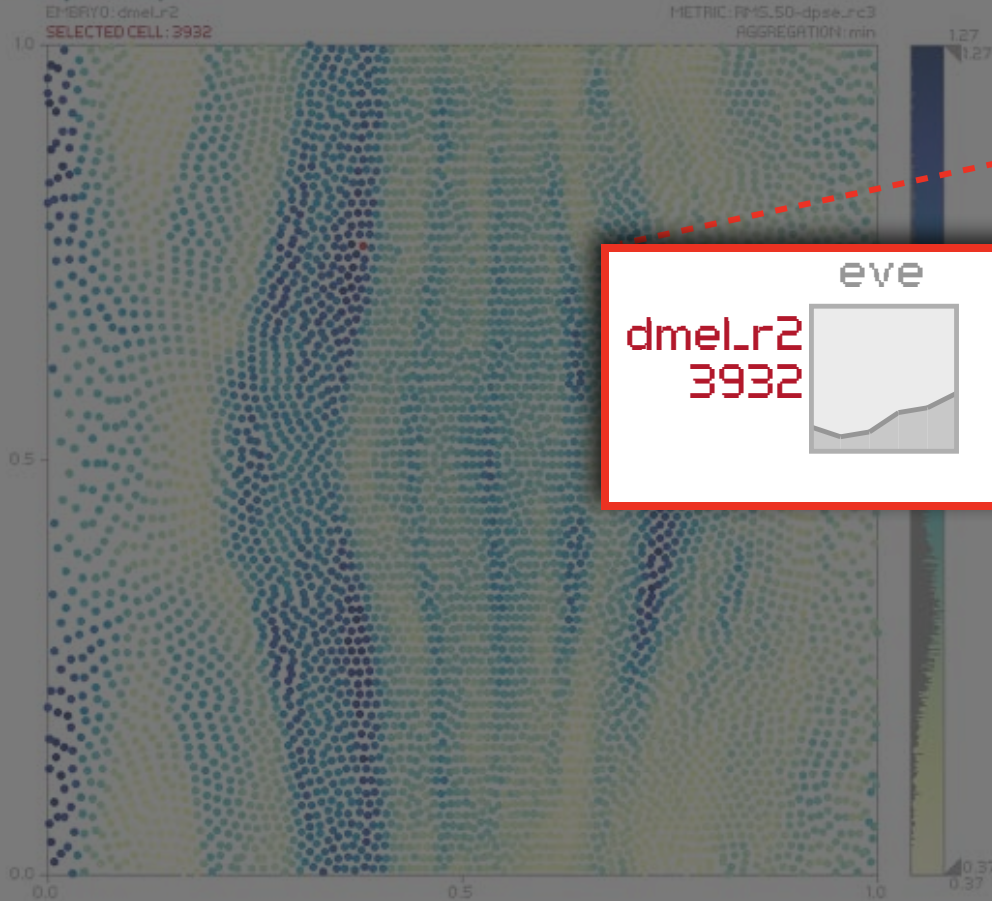 EMBRYO: dmel_r2
METRIC: RMS.50-dpse_rc3
SELECTED CELL: 3932
AGGREGATION: min
1.27
1.27
1.0
0.5
0.0
0.0
0.5
1.0
eve
dmel_r2
3932
0.37
0.37